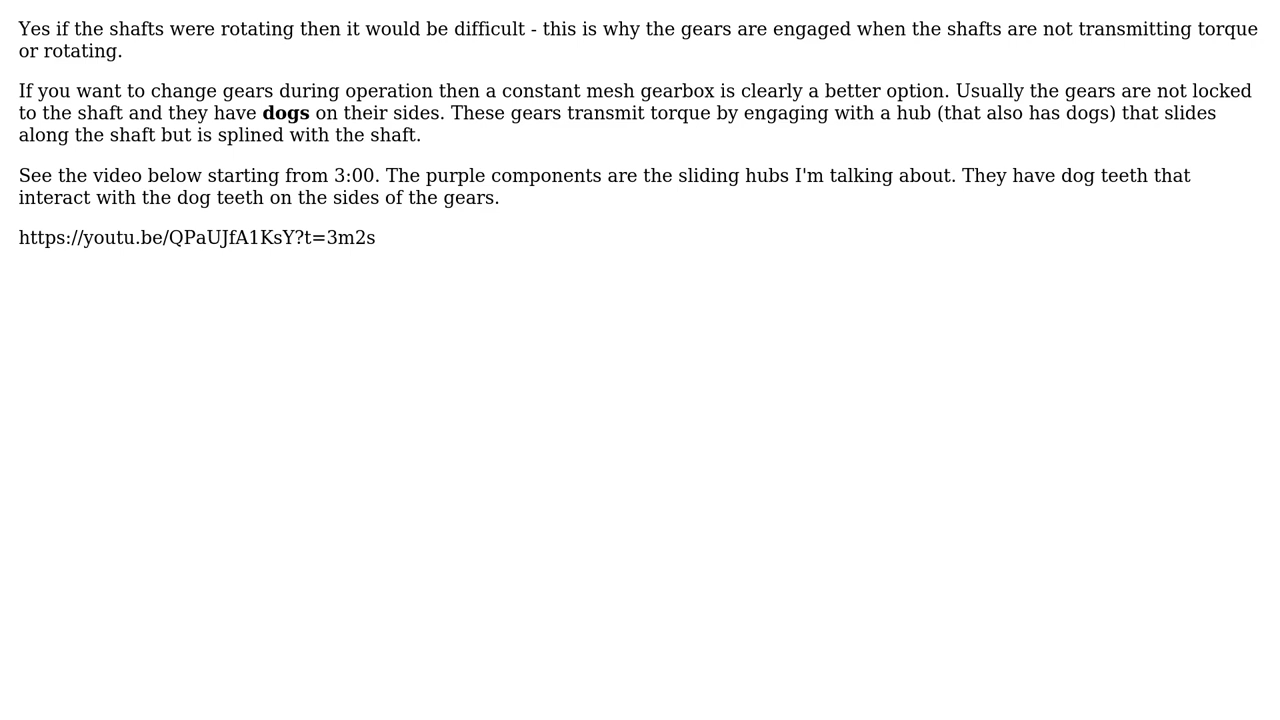 Yes if the shafts were rotating then it would be difficult - this is why the gears are engaged when the shafts are not transmitting torque
or rotating.
If you want to change gears during operation then a constant mesh gearbox is clearly a better option. Usually the gears are not locked
to the shaft and they have dogs on their sides. These gears transmit torque by engaging with a hub (that also has dogs) that slides
along the shaft but is splined with the shaft.
See the video below starting from 3:00. The purple components are the sliding hubs I'm talking about. They have dog teeth that
interact with the dog teeth on the sides of the gears.
https://youtu.be/QPaUJfA1KsY?t=3m2s